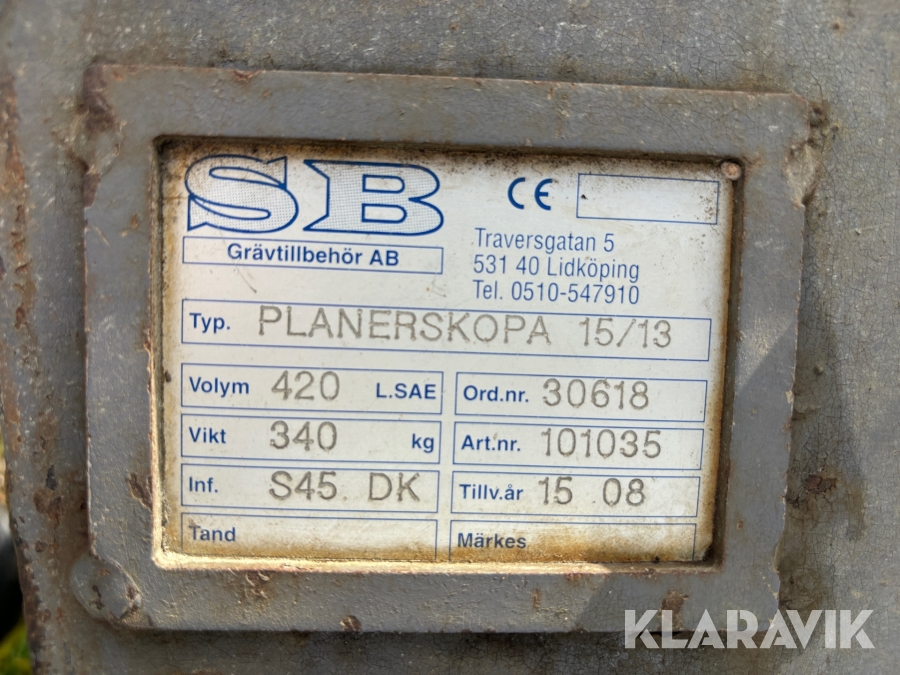 SB
Grävtillbehör AB
CE
Traversgatan 5
531 40 Lidköping
Tel. 0510-547910
Typ. PLANERSKOPA 15/13
Volym 420 L.SAE
Ord.nr. 30618
Vikt 340 kg
Art.nr. 101035
Inf. S45 DK
Tillv.år 15 08
Tand
Märkes
KLARAVIK